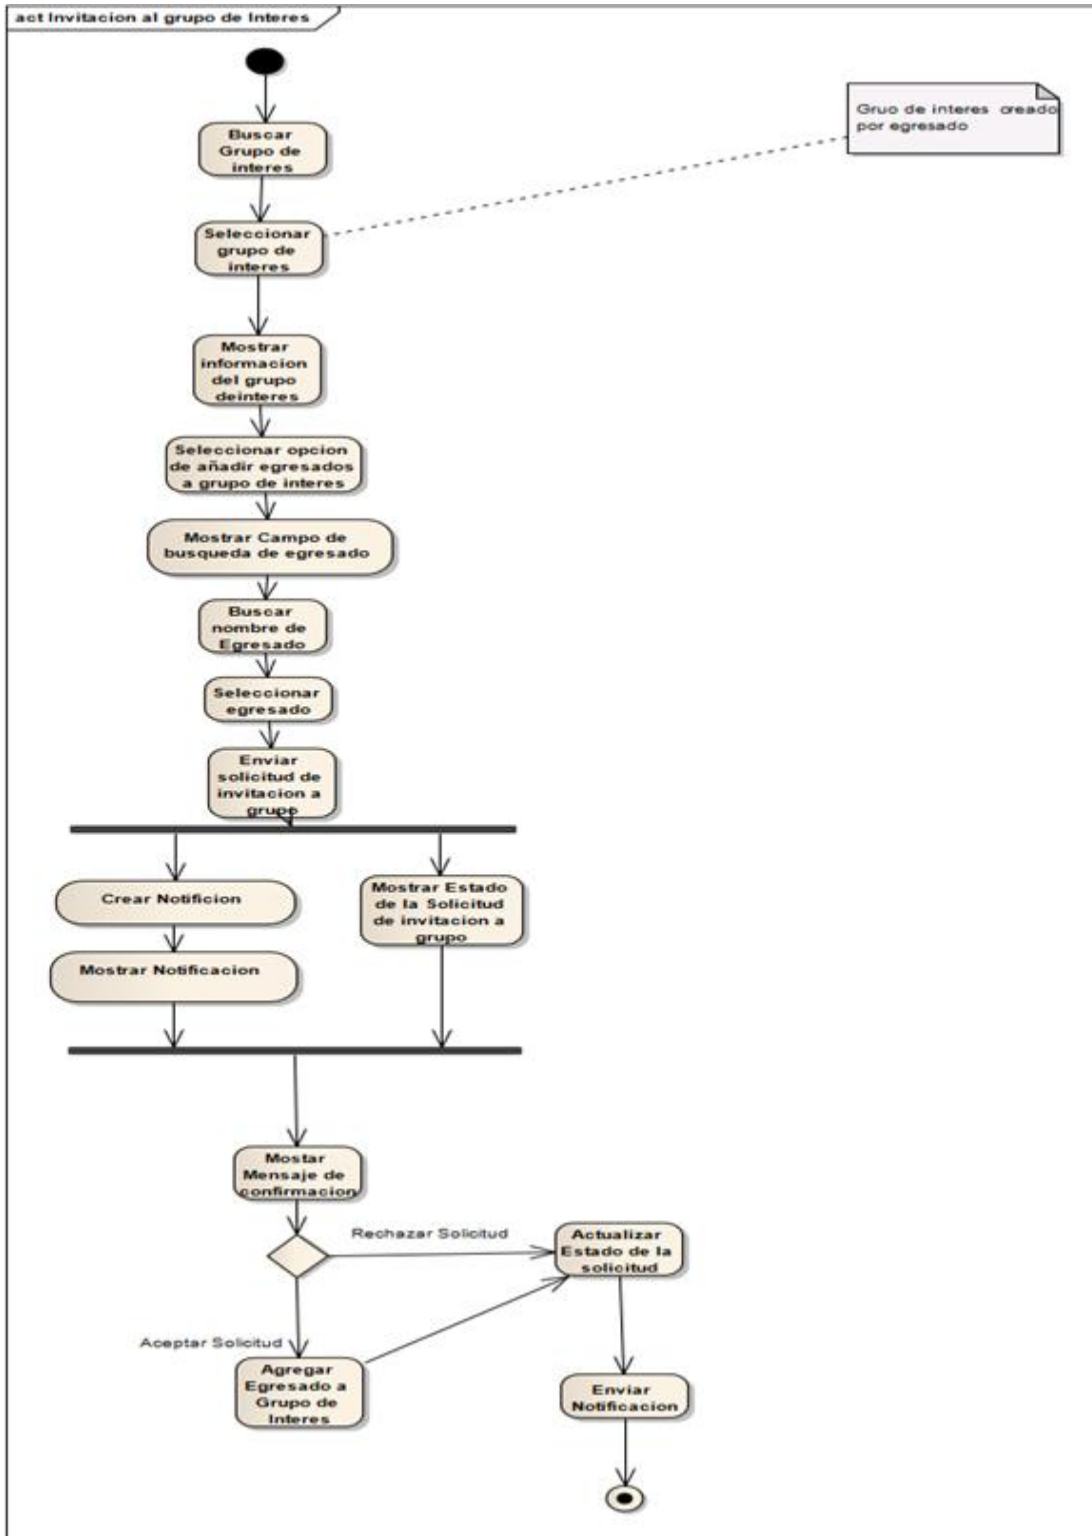 act Invitacion al grupo de Interes
Gruo de interes creado
por egresado
Buscar
Grupo de
interes
Seleccionar
grupo de
interes
Mostrar
informacion
del grupo
deinteres
Seleccionar opcion
de añadir egresados
a grupo de interes
Mostrar Campo de
busqueda de egresado
Buscar
nombre de
Egresado
Seleccionar
egresado
Enviar
solicitud de
invitacion a
grupo
Crear Notificion
Mostrar Estado
de la Solicitud
de invitacion a
grupo
Mostrar Notificacion
Mostar
Mensaje de
confirmacion
Rechazar Solicitud
Actualizar
Estado de la
solicitud
Aceptar Solicitud
Agregar
Egresado a
Grupo de
Interes
Enviar
Notificacion